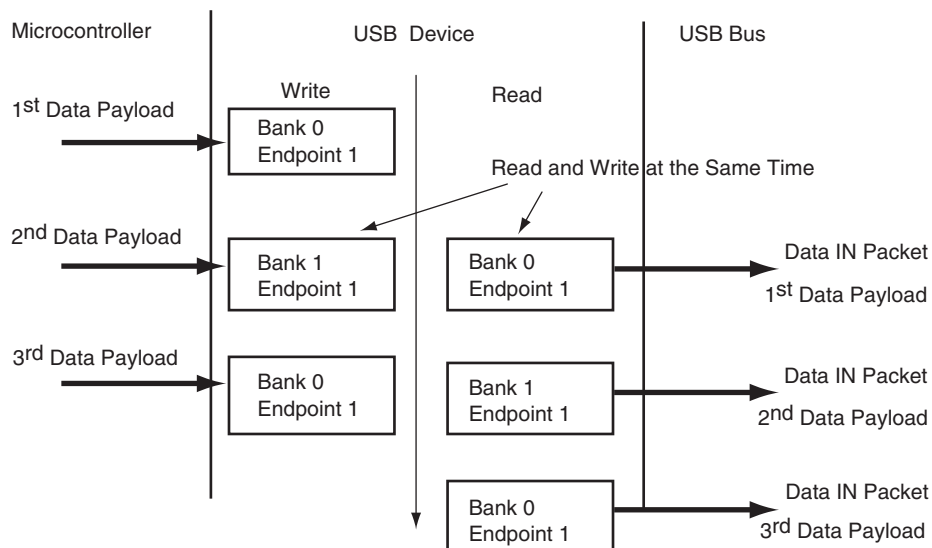 Microcontroller
USB Device
USB Bus
Write
Read
1st Data Payload
Bank 0
Endpoint 1
Read and Write at the Same Time
2nd Data Payload
Bank 1
Endpoint 1
Bank 0
Endpoint 1
Data IN Packet
1st Data Payload
3rd Data Payload
Bank 0
Endpoint 1
Bank 1
Endpoint 1
Data IN Packet
2nd Data Payload
Bank 0
Endpoint 1
Data IN Packet
3rd Data Payload